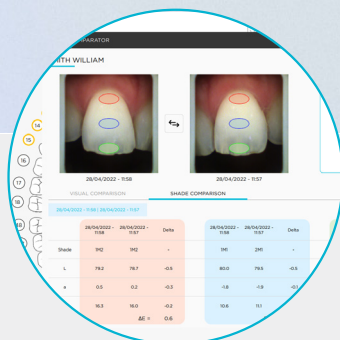 PARATOR
ITH WILLIAM
28/04/2022 - 11:58
28/04/2022 - 11:57
VISUAL COMPARISON
SHADE COMPARISON
28/04/2022 - 11:58 | 28/04/2022 - 11:57
28/04/2022 - 11:58 28/04/2022 - 11:57 Delta 28/04/2022 - 11:58 28/04/2022 - 11:57 Delta
Shade 1M2 1M2 - 1M1 2M1 -
L 79.2 78.7 -0.5 80.0 79.5 -0.5
a 0.5 0.2 -0.3 -1.8 -1.9 -0.1
16.3 16.0 -0.2 10.6 11.1
ΔE = 0.6
14
15
16
17
18